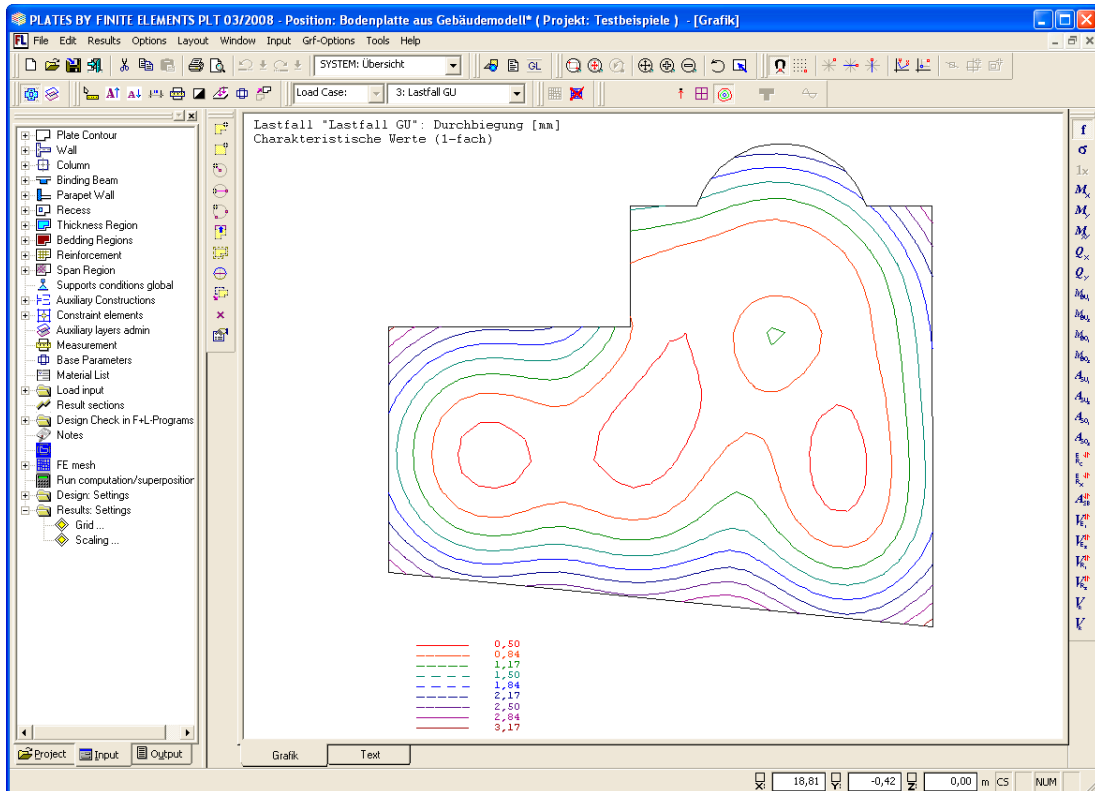 PLATES BY FINITE ELEMENTS PLT 03/2008 - Position: Bodenplatte aus Gebäudemodell* ( Projekt: Testbeispiele ) - [Grafik]
FL File Edit Results Options Layout Window Input Grf-Options Tools Help
SYSTEM: Übersicht
GL
Load Case:
3: Lastfall GU
Plate Contour
Wall
Column
Binding Beam
Parapet Wall
Recess
Thickness Region
Bedding Regions
Reinforcement
Span Region
Supports conditions global
Auxiliary Constructions
Constraint elements
Auxiliary layers admin
Measurement
Base Parameters
Material List
Load input
Result sections
Design Check in F+L-Programs
Notes
FE mesh
Run computation/superposition
Design: Settings
Results: Settings
Grid ...
Scaling ...
Project Input Output
Lastfall "Lastfall GU": Durchbiegung [mm]
Charakteristische Werte (1-fach)
0,50
0,84
1,17
1,50
1,84
2,17
2,50
2,84
3,17
Grafik Text
f
σ
1x
Mx
My
Mxy
Qx
Qy
X: 18,81 Y: -0,42 Z: 0,00 m CS NUM